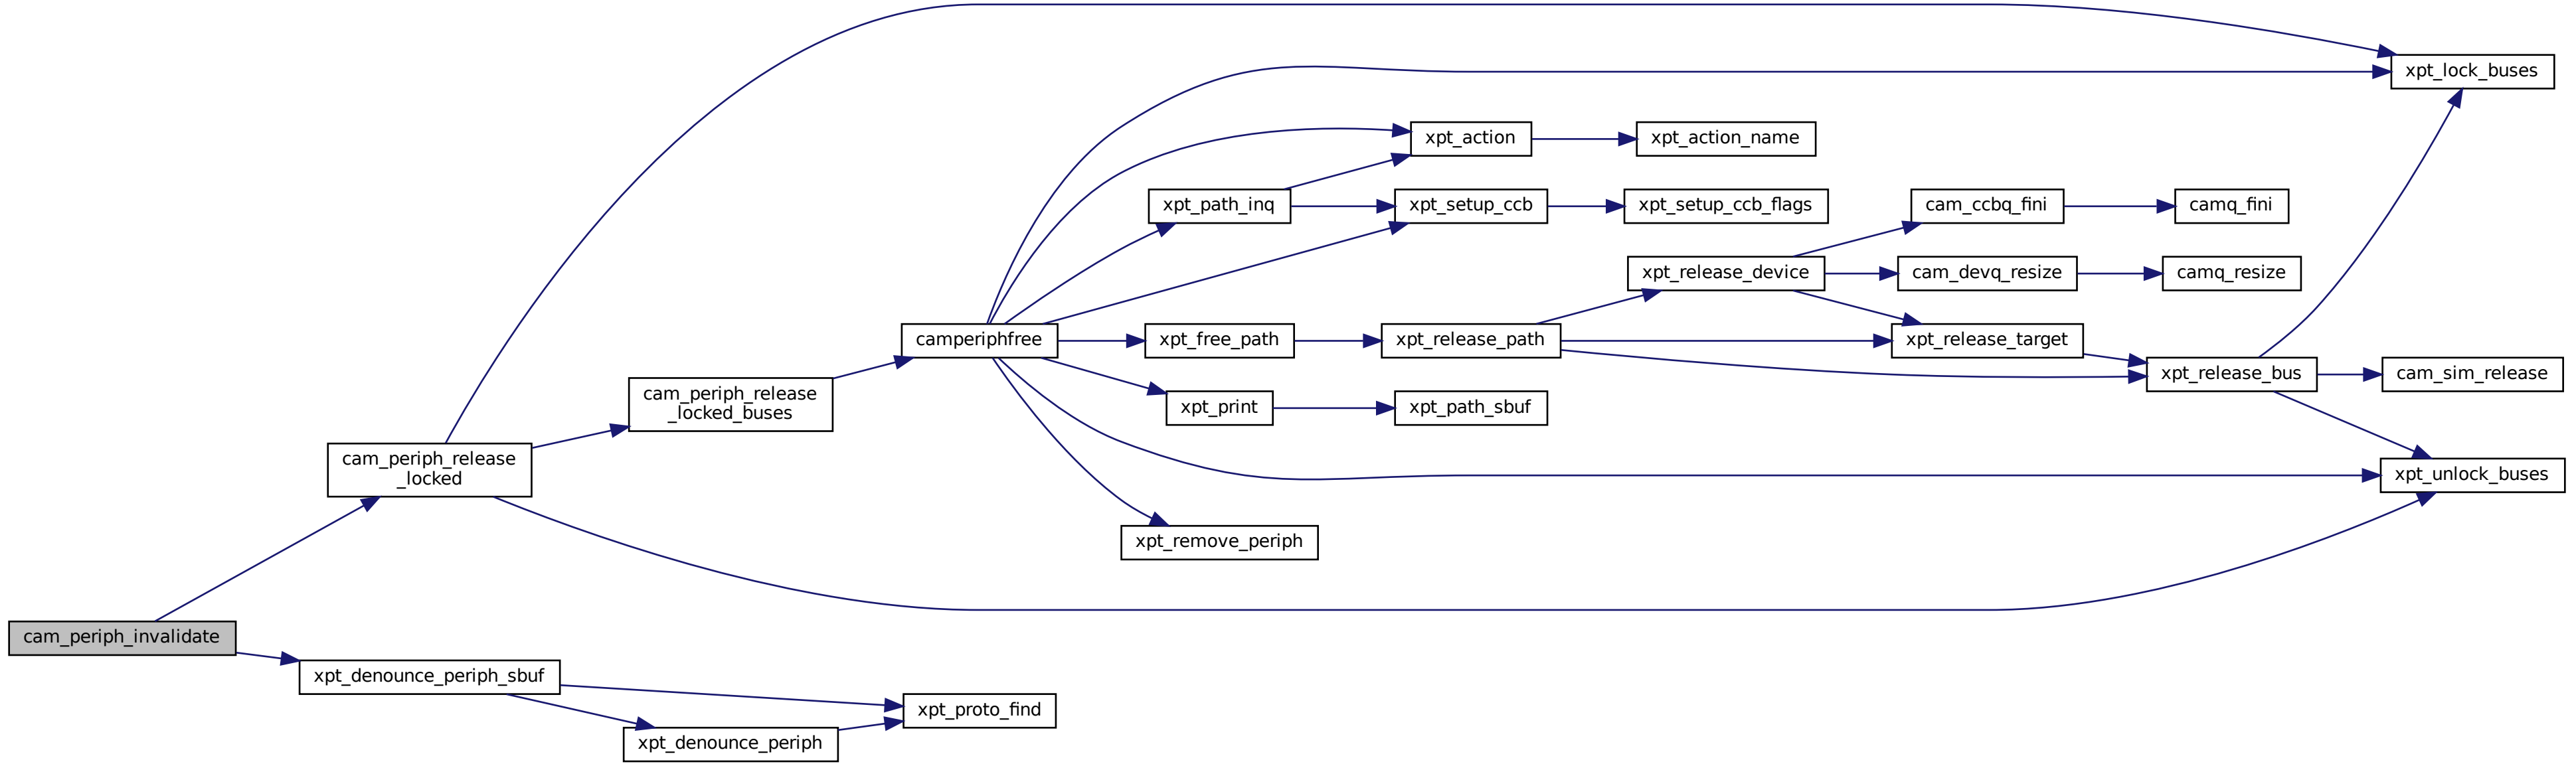 xpt_lock_buses
xpt_action
xpt_action_name
xpt_path_inq
xpt_setup_ccb
xpt_setup_ccb_flags
cam_ccbq_fini
camq_fini
xpt_release_device
cam_devq_resize
camq_resize
camperiphfree
xpt_free_path
xpt_release_path
xpt_release_target
xpt_release_bus
cam_sim_release
cam_periph_release
_locked_buses
xpt_print
xpt_path_sbuf
cam_periph_release
_locked
xpt_unlock_buses
xpt_remove_periph
cam_periph_invalidate
xpt_denounce_periph_sbuf
xpt_proto_find
xpt_denounce_periph